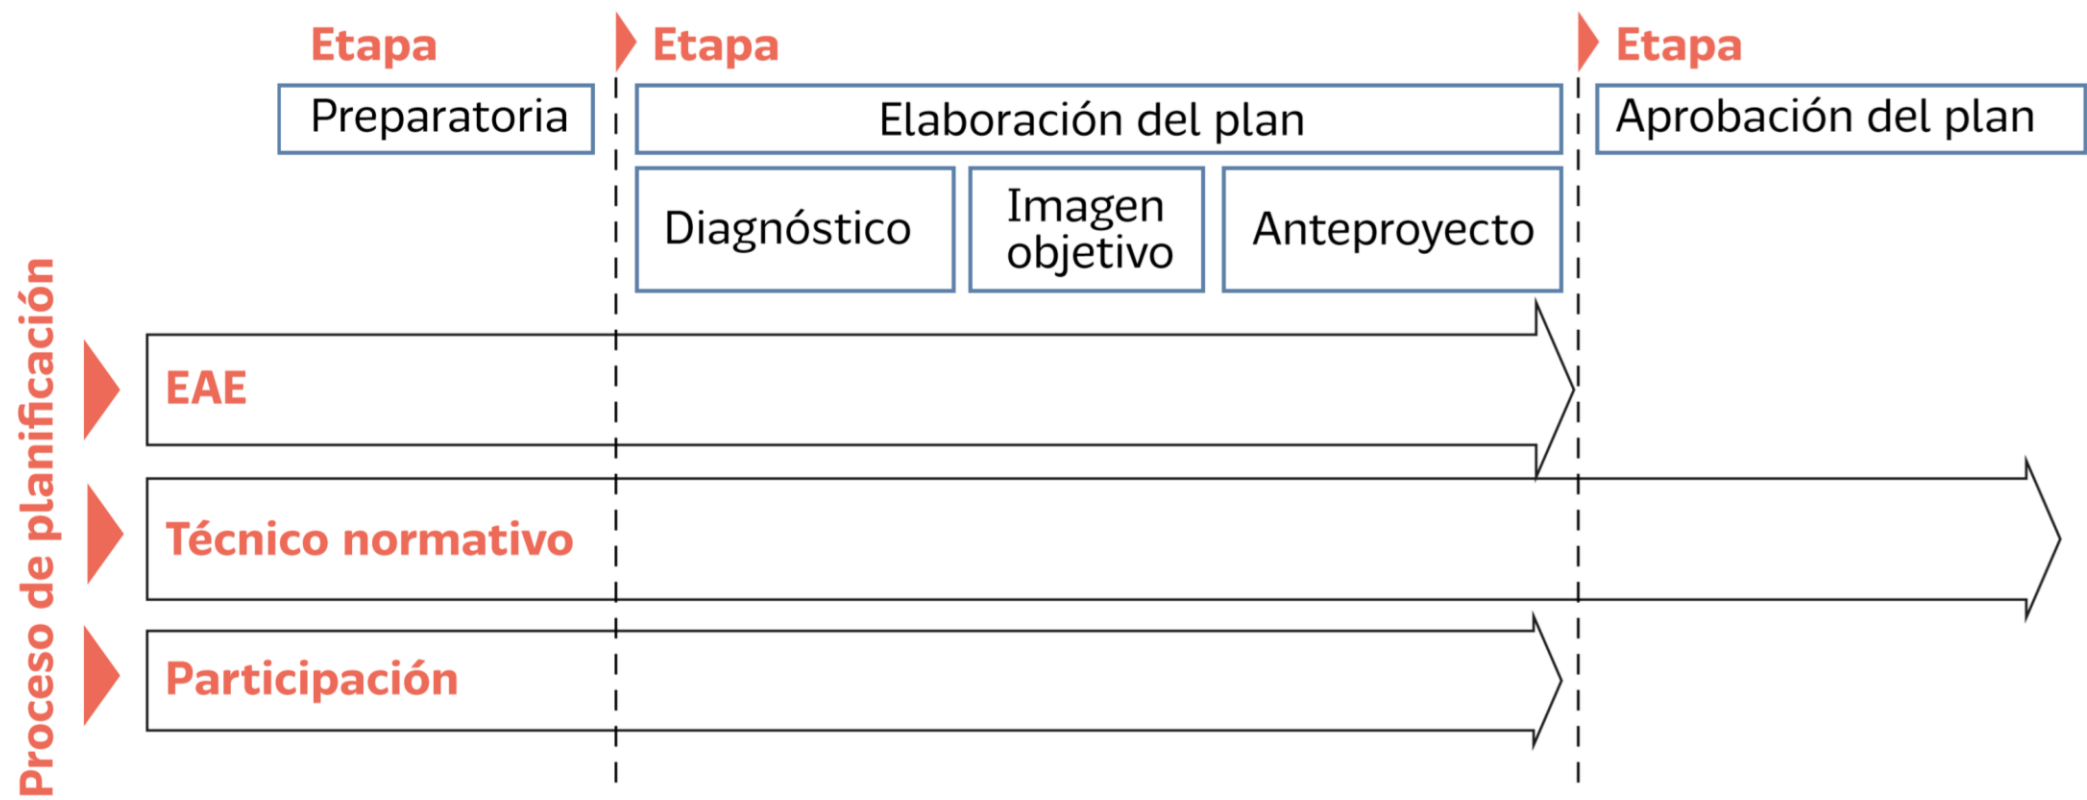 Etapa
Preparatoria
Etapa
Elaboración del plan
Diagnóstico
Imagen
objetivo
Anteproyecto
Etapa
Aprobación del plan
Proceso de planificación
EAE
Técnico normativo
Participación